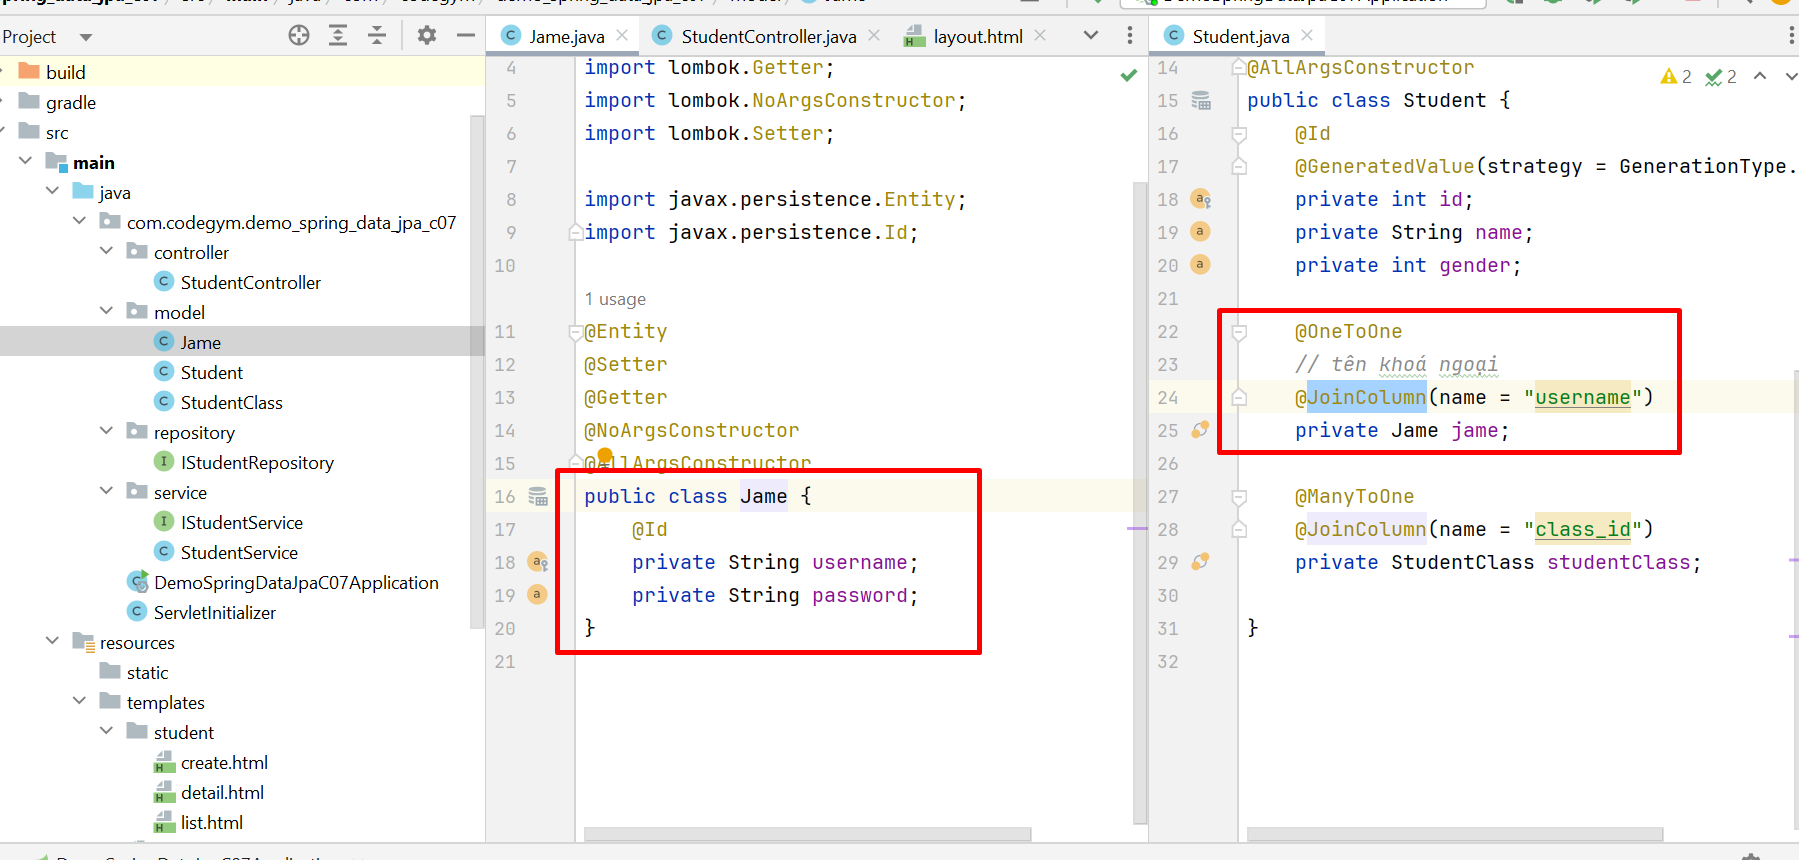 Project
build
gradle
src
main
java
com.codegym.demo_spring_data_jpa_c07
controller
StudentController
model
Jame
Student
StudentClass
repository
IStudentRepository
service
IStudentService
StudentService
DemoSpringDataJpaC07Application
ServletInitializer
resources
static
templates
student
create.html
detail.html
list.html
Jame.java
StudentController.java
layout.html
4 import lombok.Getter;
5 import lombok.NoArgsConstructor;
6 import lombok.Setter;
7
8 import javax.persistence.Entity;
9 import javax.persistence.Id;
10
1 usage
11 @Entity
12 @Setter
13 @Getter
14 @NoArgsConstructor
15 @AllArgsConstructor
16 public class Jame {
17 @Id
18 private String username;
19 private String password;
20 }
21
Student.java
2 2
14 @AllArgsConstructor
15 public class Student {
16 @Id
17 @GeneratedValue(strategy = GenerationType.
18 private int id;
19 private String name;
20 private int gender;
21
22 @OneToOne
23 // tên khoá ngoại
24 @JoinColumn(name = "username")
25 private Jame jame;
26
27 @ManyToOne
28 @JoinColumn(name = "class_id")
29 private StudentClass studentClass;
30
31 }
32